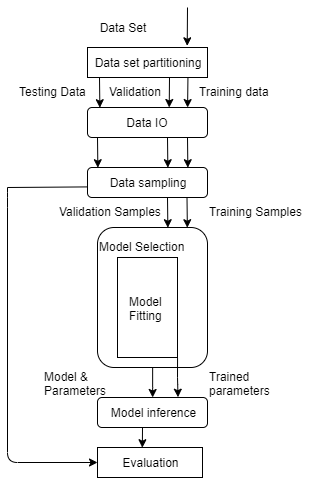 Data Set
Data set partitioning
Testing Data
Validation
Training data
Data IO
Data sampling
Validation Samples
Training Samples
Model Selection
Model
Fitting
Model &
Parameters
Trained
parameters
Model inference
Evaluation